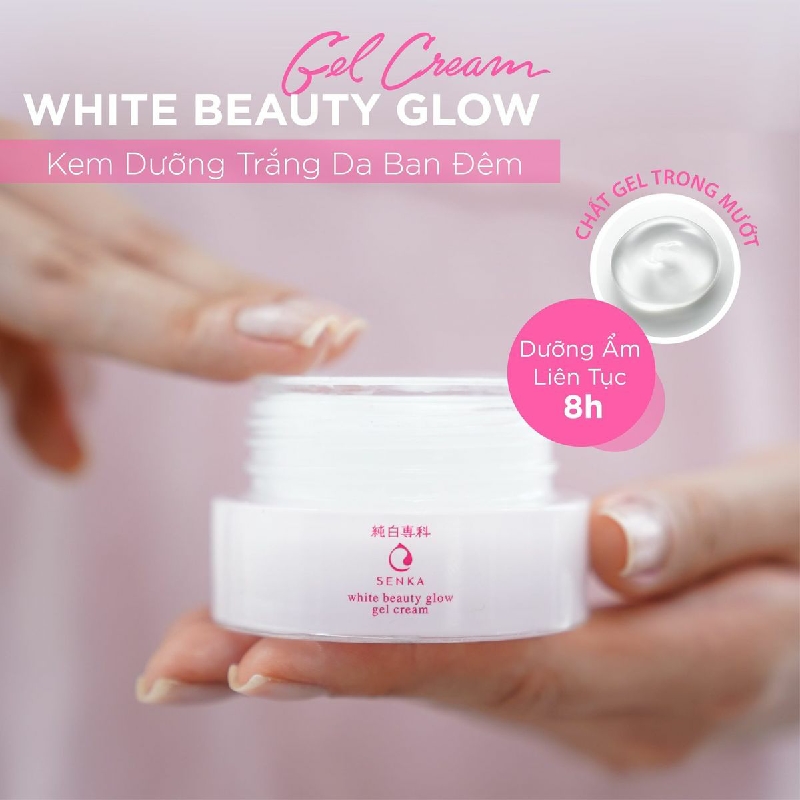 Gel Cream
WHITE BEAUTY GLOW
Kem Dưỡng Trắng Da Ban Đêm
CHẤT GEL TRONG MƯỚT
Dưỡng Ẩm
Liên Tục
8h
純白専科
SENKA
white beauty glow
gel cream